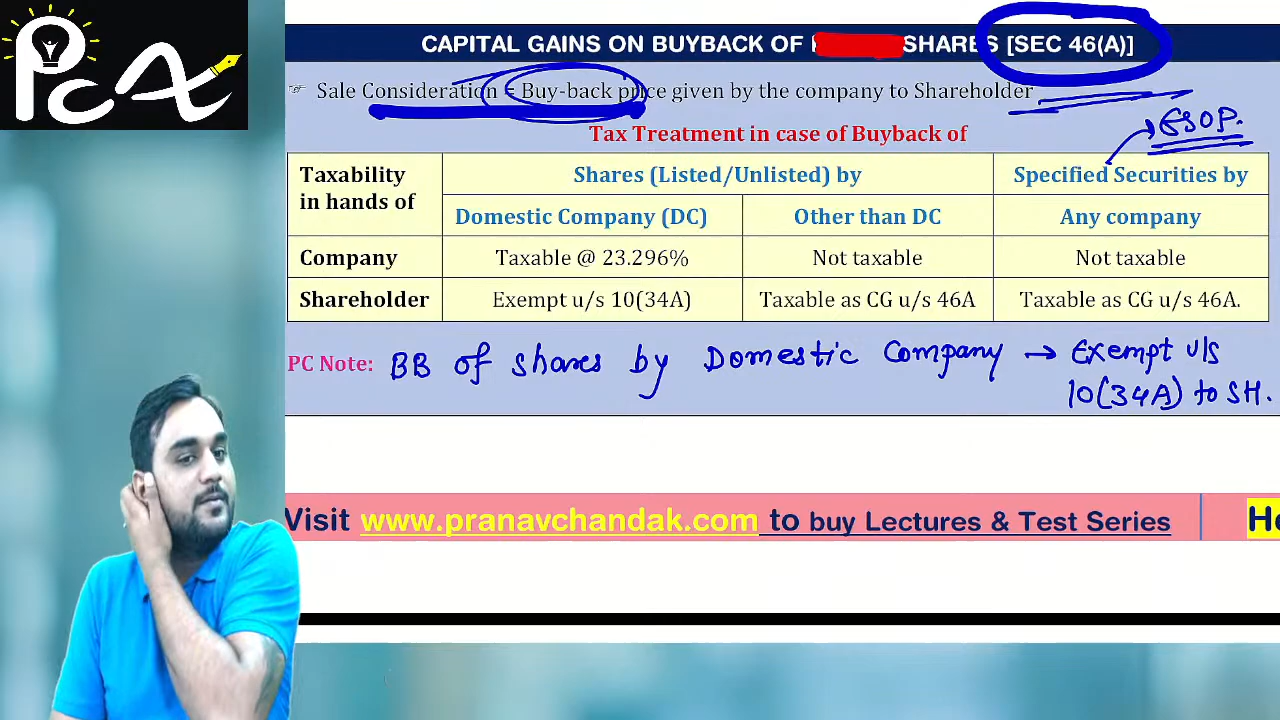 PCA
CAPITAL GAINS ON BUYBACK OF SHARES [SEC 46(A)]
☞ Sale Consideration = Buy-back price given by the company to Shareholder
ESOP.
Tax Treatment in case of Buyback of
Taxability in hands of | Shares (Listed/Unlisted) by | Specified Securities by
Domestic Company (DC) | Other than DC | Any company
Company | Taxable @ 23.296% | Not taxable | Not taxable
Shareholder | Exempt u/s 10(34A) | Taxable as CG u/s 46A | Taxable as CG u/s 46A.
PC Note: BB of shares by Domestic Company → Exempt u/s
10(34A) to SH.
Visit www.pranavchandak.com to buy Lectures & Test Series